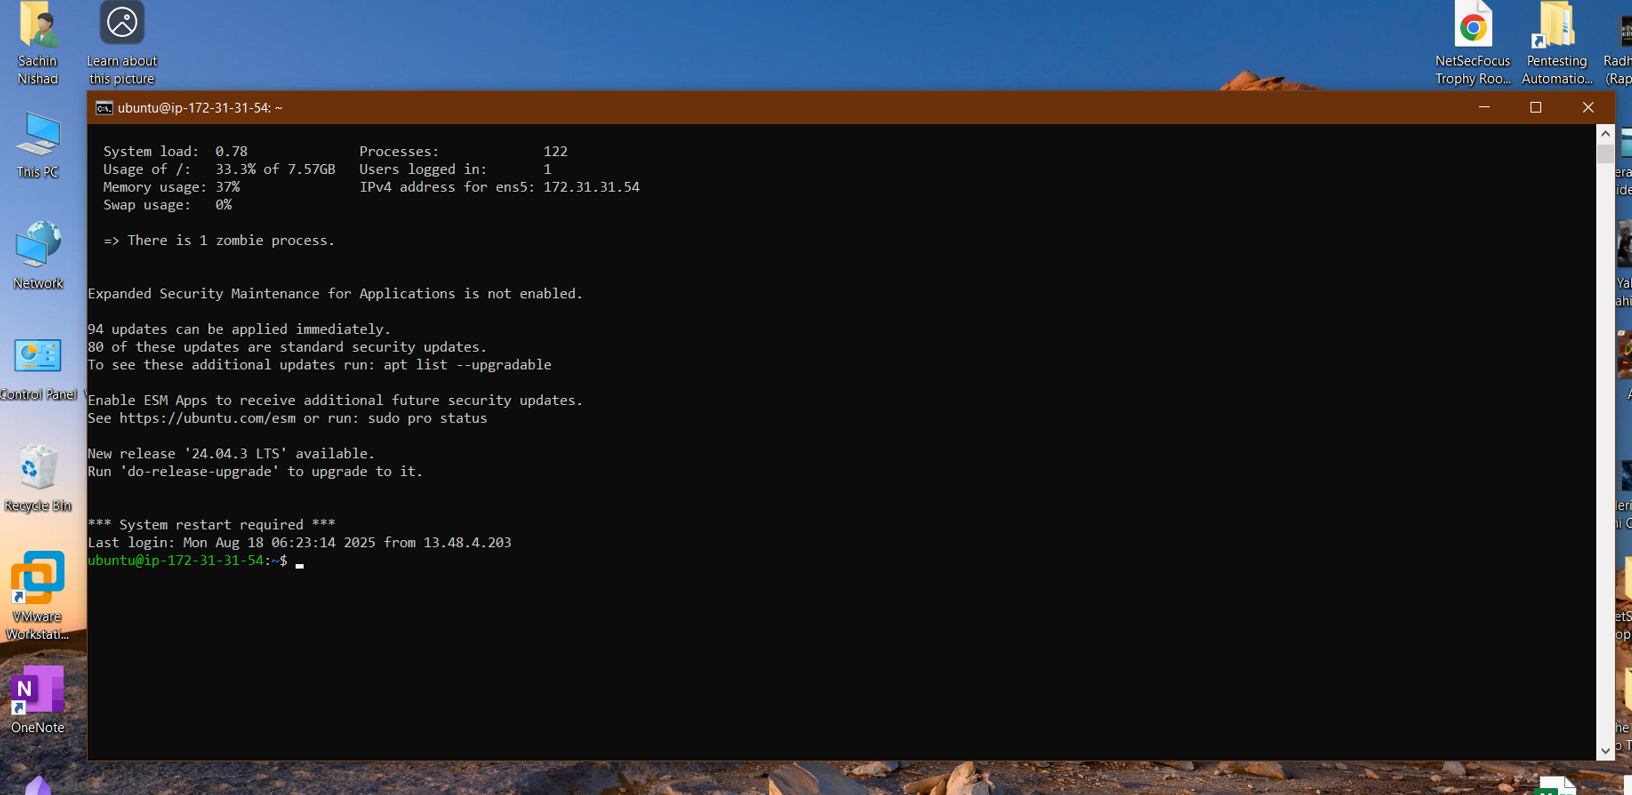 Sachin
Nishad
Learn about
this picture
NetSecFocus
Trophy Roo...
Pentesting
Automatio...
Radh
(Rap
This PC
Network
Control Panel
Recycle Bin
VMware
Workstati...
N
OneNote
ubuntu@ip-172-31-31-54: ~
System load:  0.78                Processes:             122
Usage of /:   33.3% of 7.57GB   Users logged in:       1
Memory usage: 37%               IPv4 address for ens5: 172.31.31.54
Swap usage:   0%
=> There is 1 zombie process.
Expanded Security Maintenance for Applications is not enabled.
94 updates can be applied immediately.
80 of these updates are standard security updates.
To see these additional updates run: apt list --upgradable
Enable ESM Apps to receive additional future security updates.
See https://ubuntu.com/esm or run: sudo pro status
New release '24.04.3 LTS' available.
Run 'do-release-upgrade' to upgrade to it.
*** System restart required ***
Last login: Mon Aug 18 06:23:14 2025 from 13.48.4.203
ubuntu@ip-172-31-31-54:~$